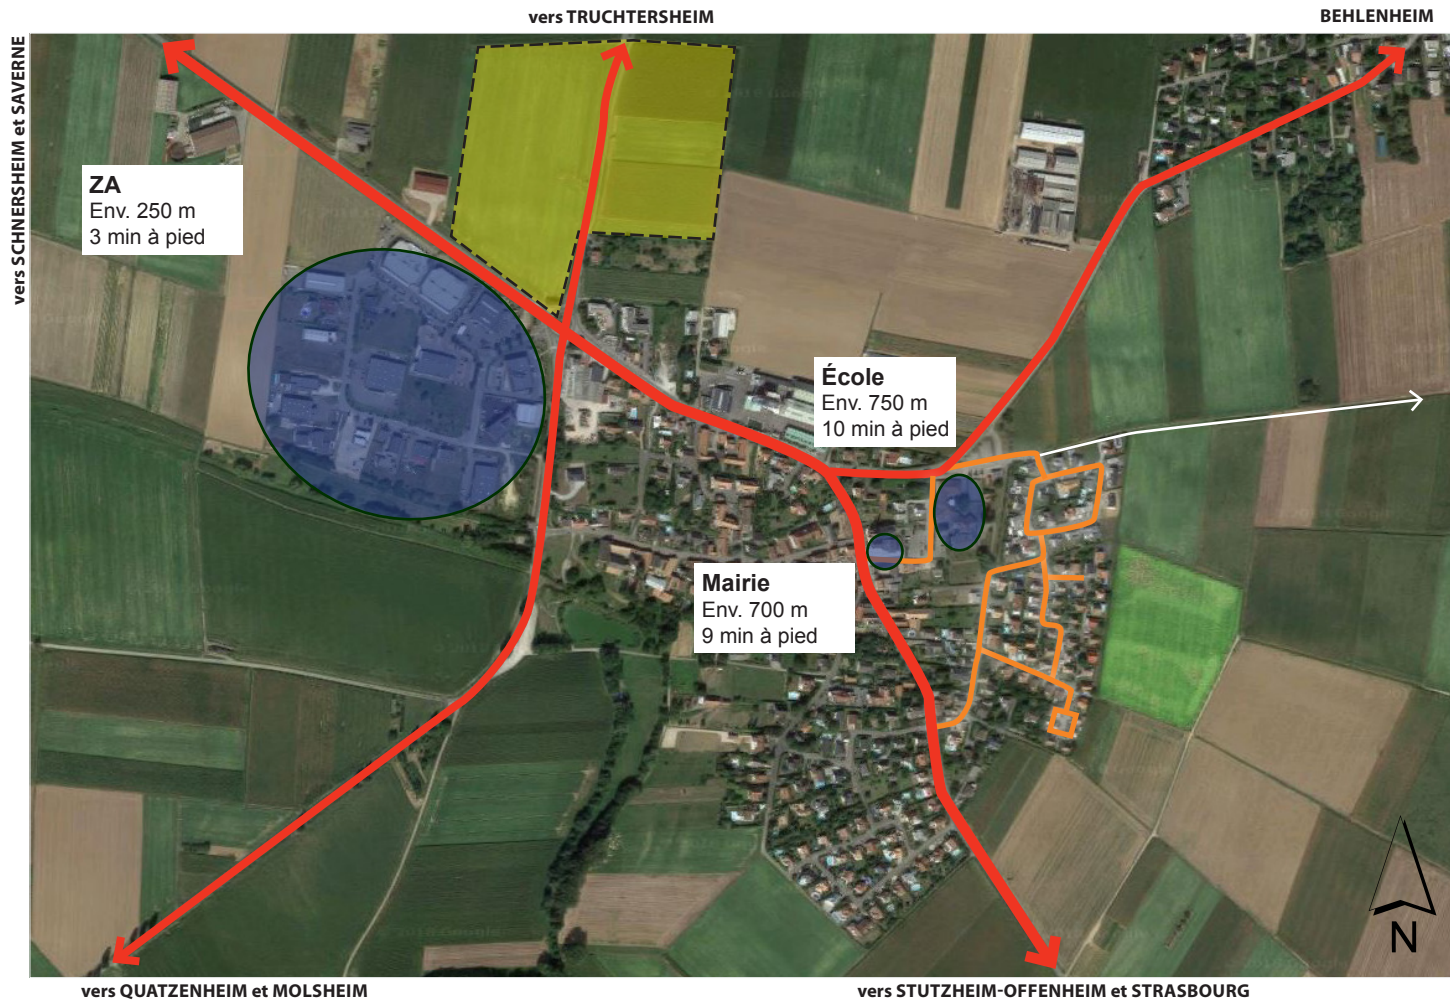 vers TRUCHTERSHEIM
BEHLENHEIM
vers SCHNERSHEIM et SAVERNE
ZA
Env. 250 m
3 min à pied
École
Env. 750 m
10 min à pied
Mairie
Env. 700 m
9 min à pied
N
vers QUATZENHEIM et MOLSHEIM
vers STUTZHEIM-OFFENHEIM et STRASBOURG